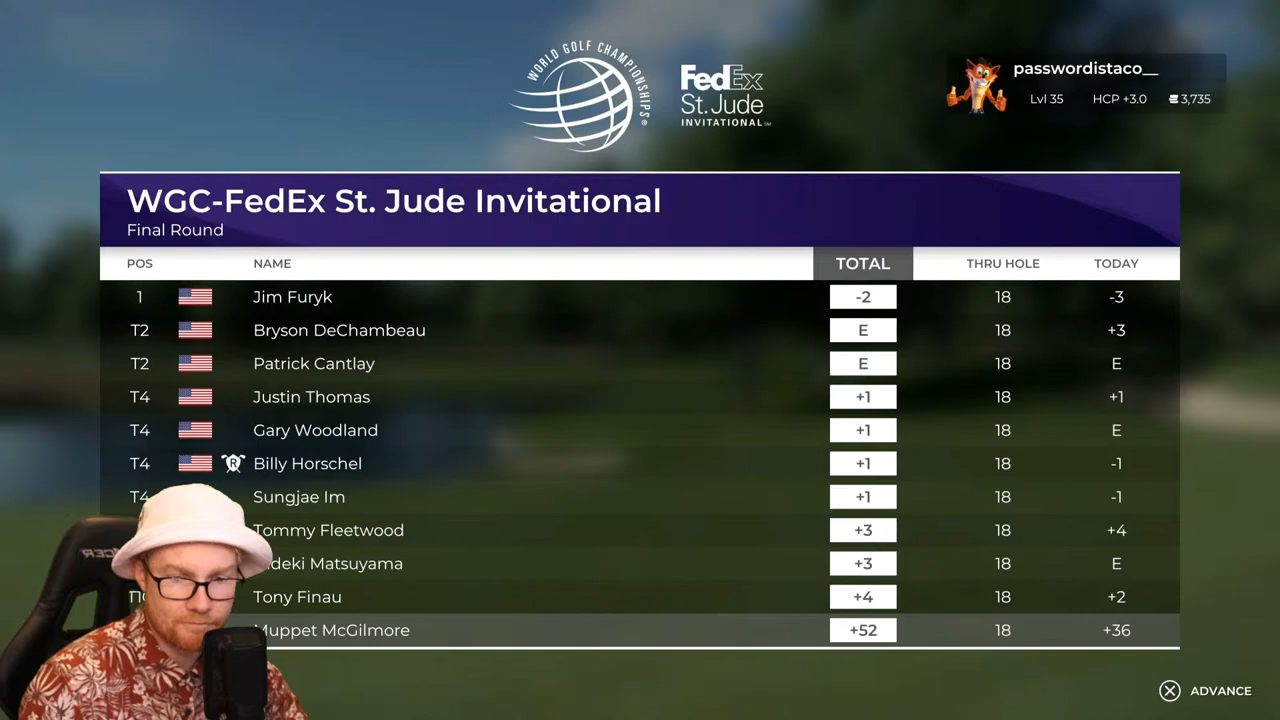 WORLD GOLF CHAMPIONSHIPS®
FedEx
St. Jude
INVITATIONAL
passwordistaco__
Lvl 35 HCP +3.0 3,735
WGC-FedEx St. Jude Invitational
Final Round
POS NAME TOTAL THRU HOLE TODAY
1 Jim Furyk -2 18 -3
T2 Bryson DeChambeau E 18 +3
T2 Patrick Cantlay E 18 E
T4 Justin Thomas +1 18 +1
T4 Gary Woodland +1 18 E
T4 R Billy Horschel +1 18 -1
T4 Sungjae Im +1 18 -1
Tommy Fleetwood +3 18 +4
deki Matsuyama +3 18 E
Tony Finau +4 18 +2
Muppet McGilmore +52 18 +36
ADVANCE